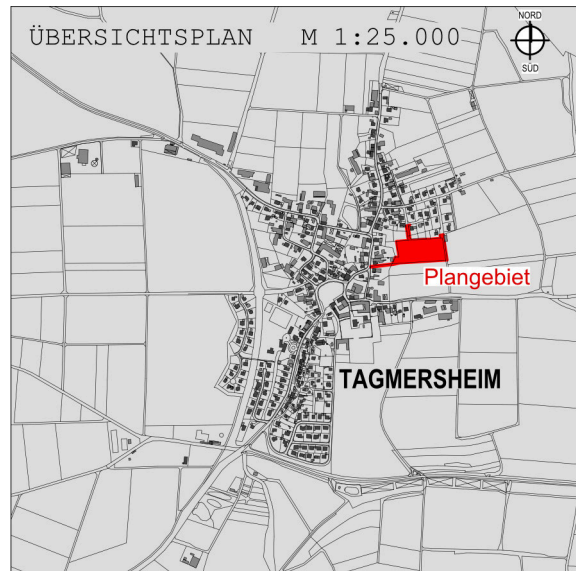 ÜBERSICHTSPLAN M 1:25.000
NORD
SÜD
Plangebiet
TAGMERSHEIM